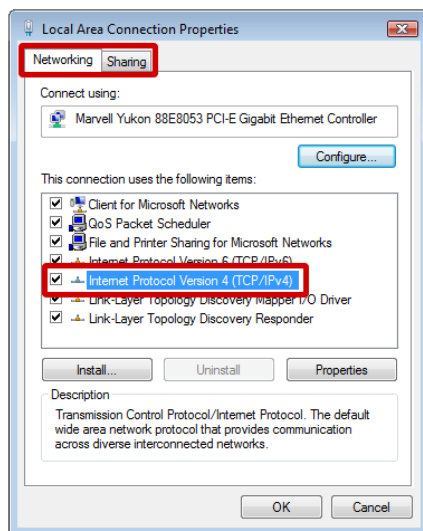 Local Area Connection Properties
Networking
Sharing
Connect using:
Marvell Yukon 88E8053 PCI-E Gigabit Ethernet Controller
Configure...
This connection uses the following items:
Client for Microsoft Networks
QoS Packet Scheduler
File and Printer Sharing for Microsoft Networks
Internet Protocol Version 6 (TCP/IPv6)
Internet Protocol Version 4 (TCP/IPv4)
Link-Layer Topology Discovery Mapper I/O Driver
Link-Layer Topology Discovery Responder
Install...
Uninstall
Properties
Description
Transmission Control Protocol/Internet Protocol. The default
wide area network protocol that provides communication
across diverse interconnected networks.
OK
Cancel